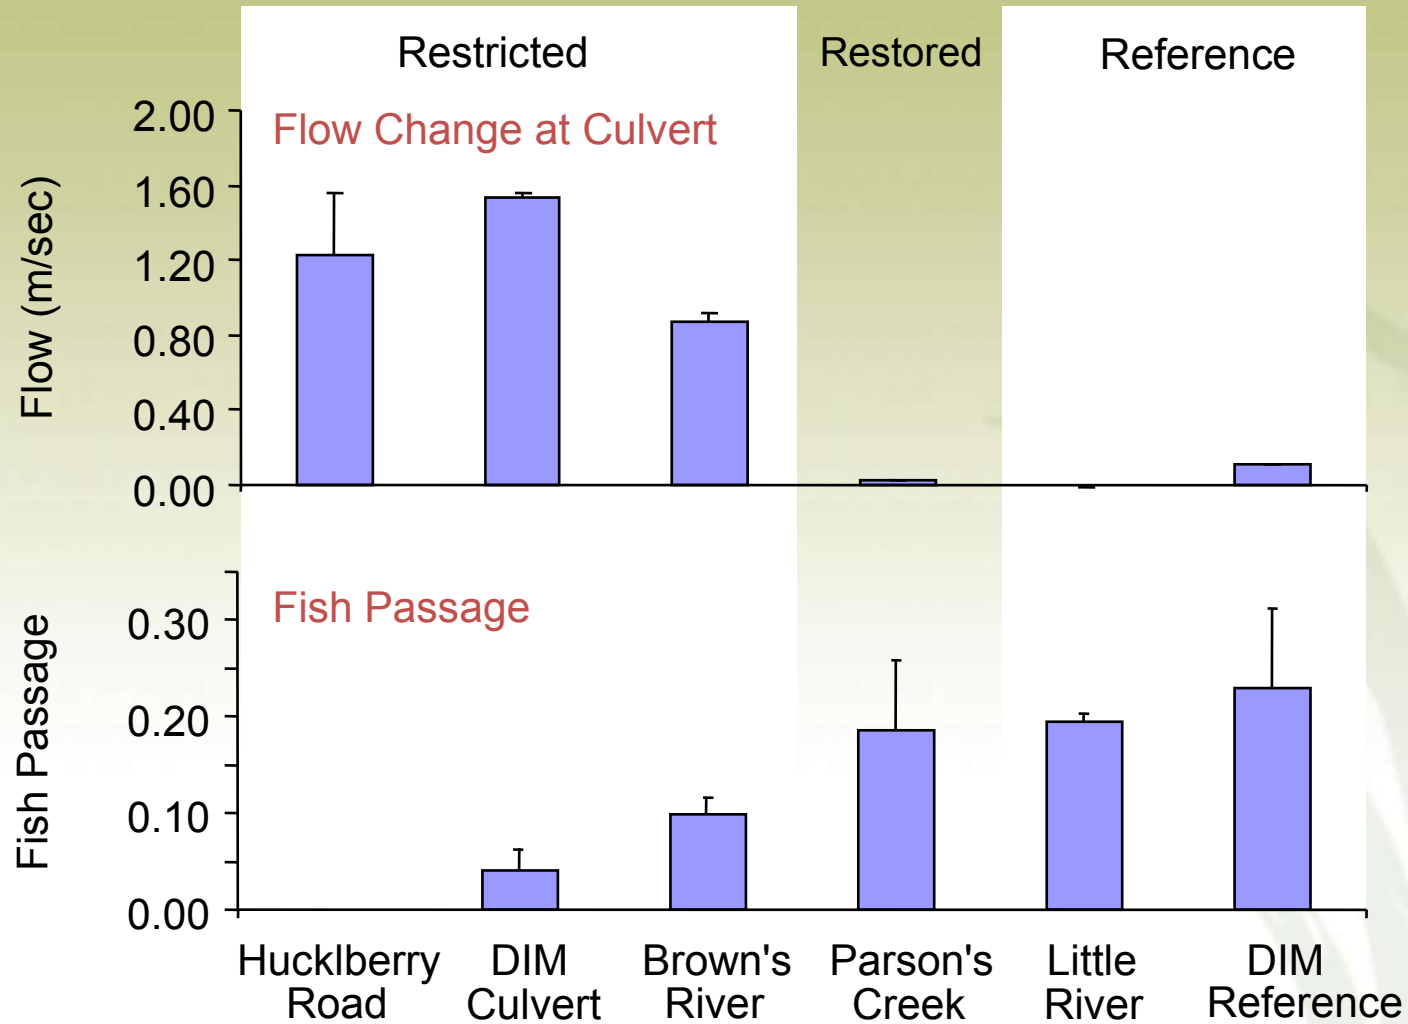 Restricted
Restored
Reference
Flow Change at Culvert
Flow (m/sec)
2.00
1.60
1.20
0.80
0.40
0.00
Fish Passage
Fish Passage
0.30
0.20
0.10
0.00
Hucklberry
Road
DIM
Culvert
Brown's
River
Parson's
Creek
Little
River
DIM
Reference